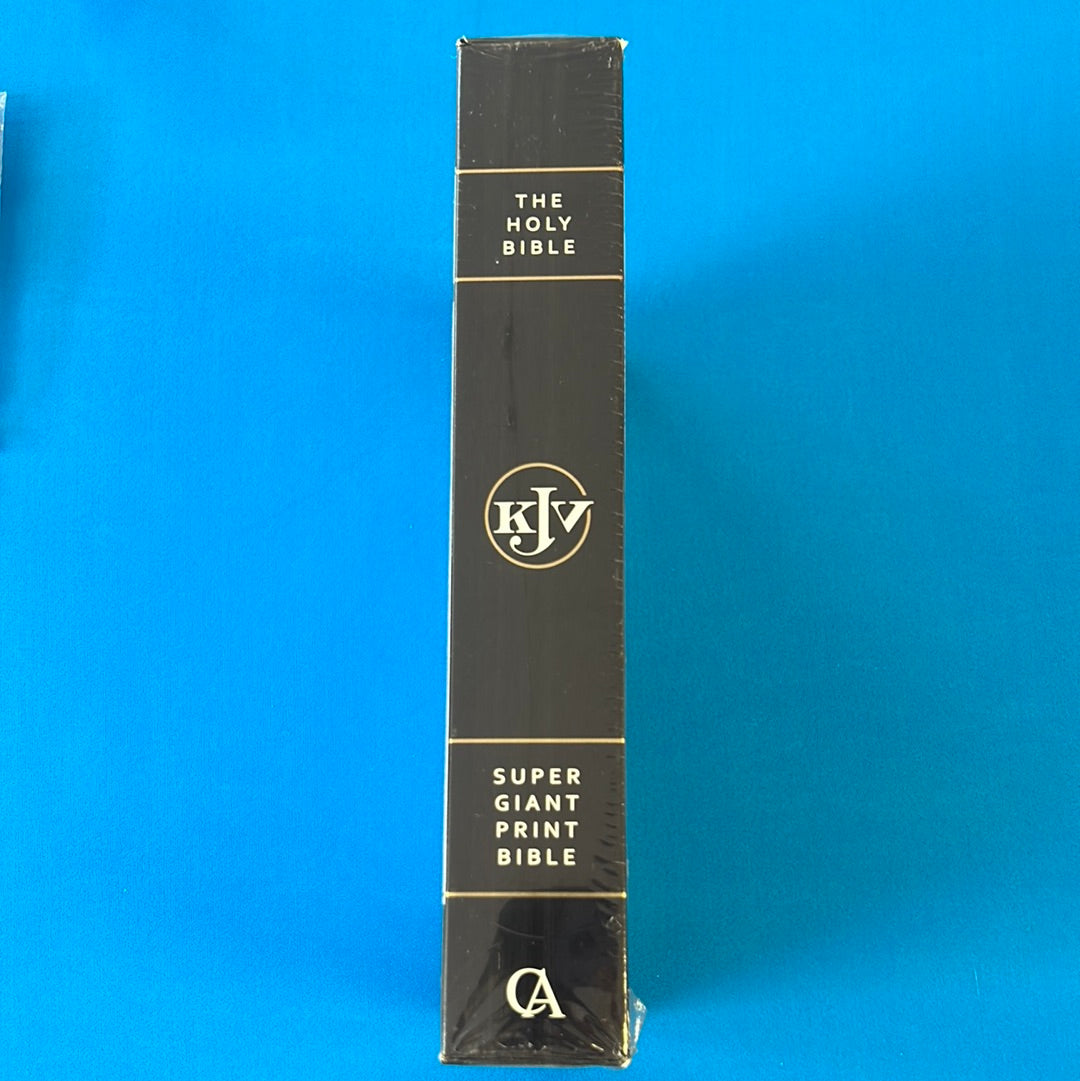 THE
HOLY
BIBLE
KJV
SUPER
GIANT
PRINT
BIBLE
CA